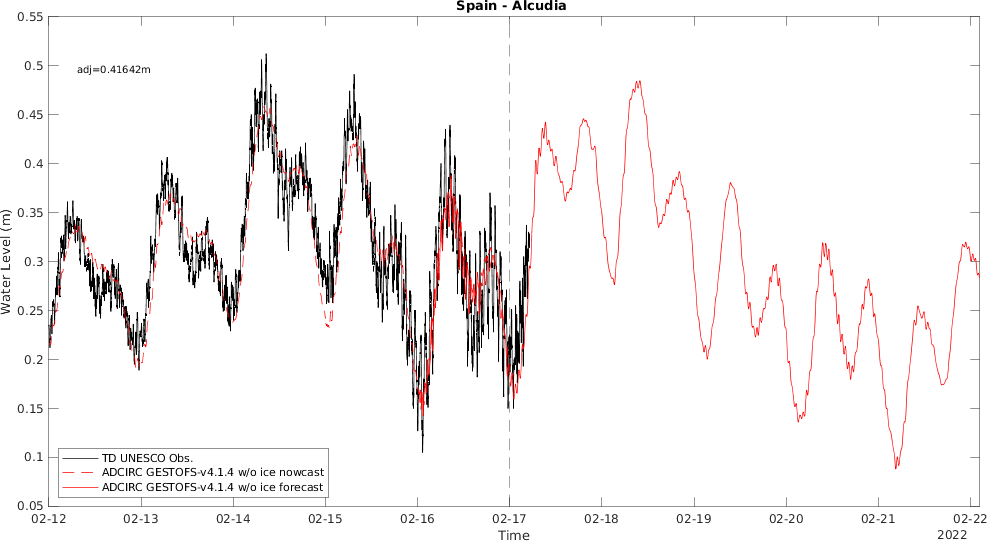 Spain - Alcudia
adj=0.41642m
Water Level (m)
0.55
0.5
0.45
0.4
0.35
0.3
0.25
0.2
0.15
0.1
0.05
TD UNESCO Obs.
ADCIRC GESTOFS-v4.1.4 w/o ice nowcast
ADCIRC GESTOFS-v4.1.4 w/o ice forecast
02-12 02-13 02-14 02-15 02-16 02-17 02-18 02-19 02-20 02-21 02-22
Time
2022